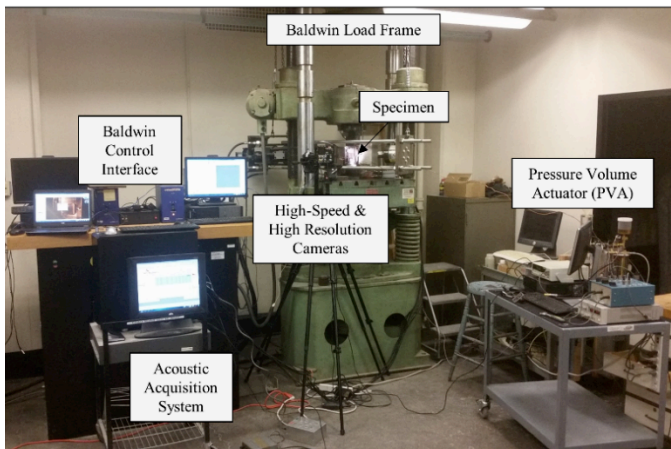 Baldwin Load Frame
Specimen
Baldwin
Control
Interface
Pressure Volume
Actuator (PVA)
High-Speed &
High Resolution
Cameras
Acoustic
Acquisition
System